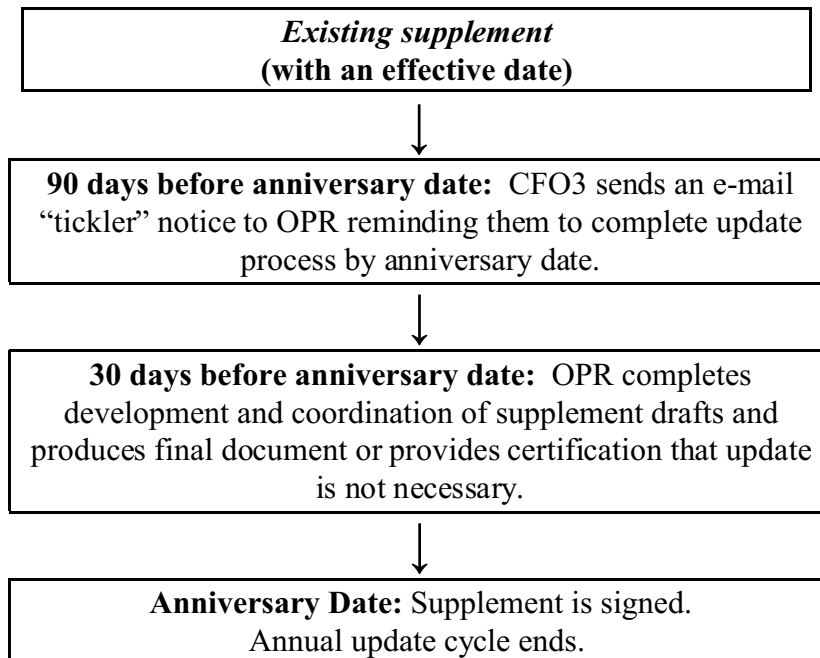 Existing supplement
(with an effective date)
90 days before anniversary date:  CFO3 sends an e-mail
“tickler” notice to OPR reminding them to complete update
process by anniversary date.
30 days before anniversary date:  OPR completes
development and coordination of supplement drafts and
produces final document or provides certification that update
is not necessary.
Anniversary Date: Supplement is signed.
Annual update cycle ends.